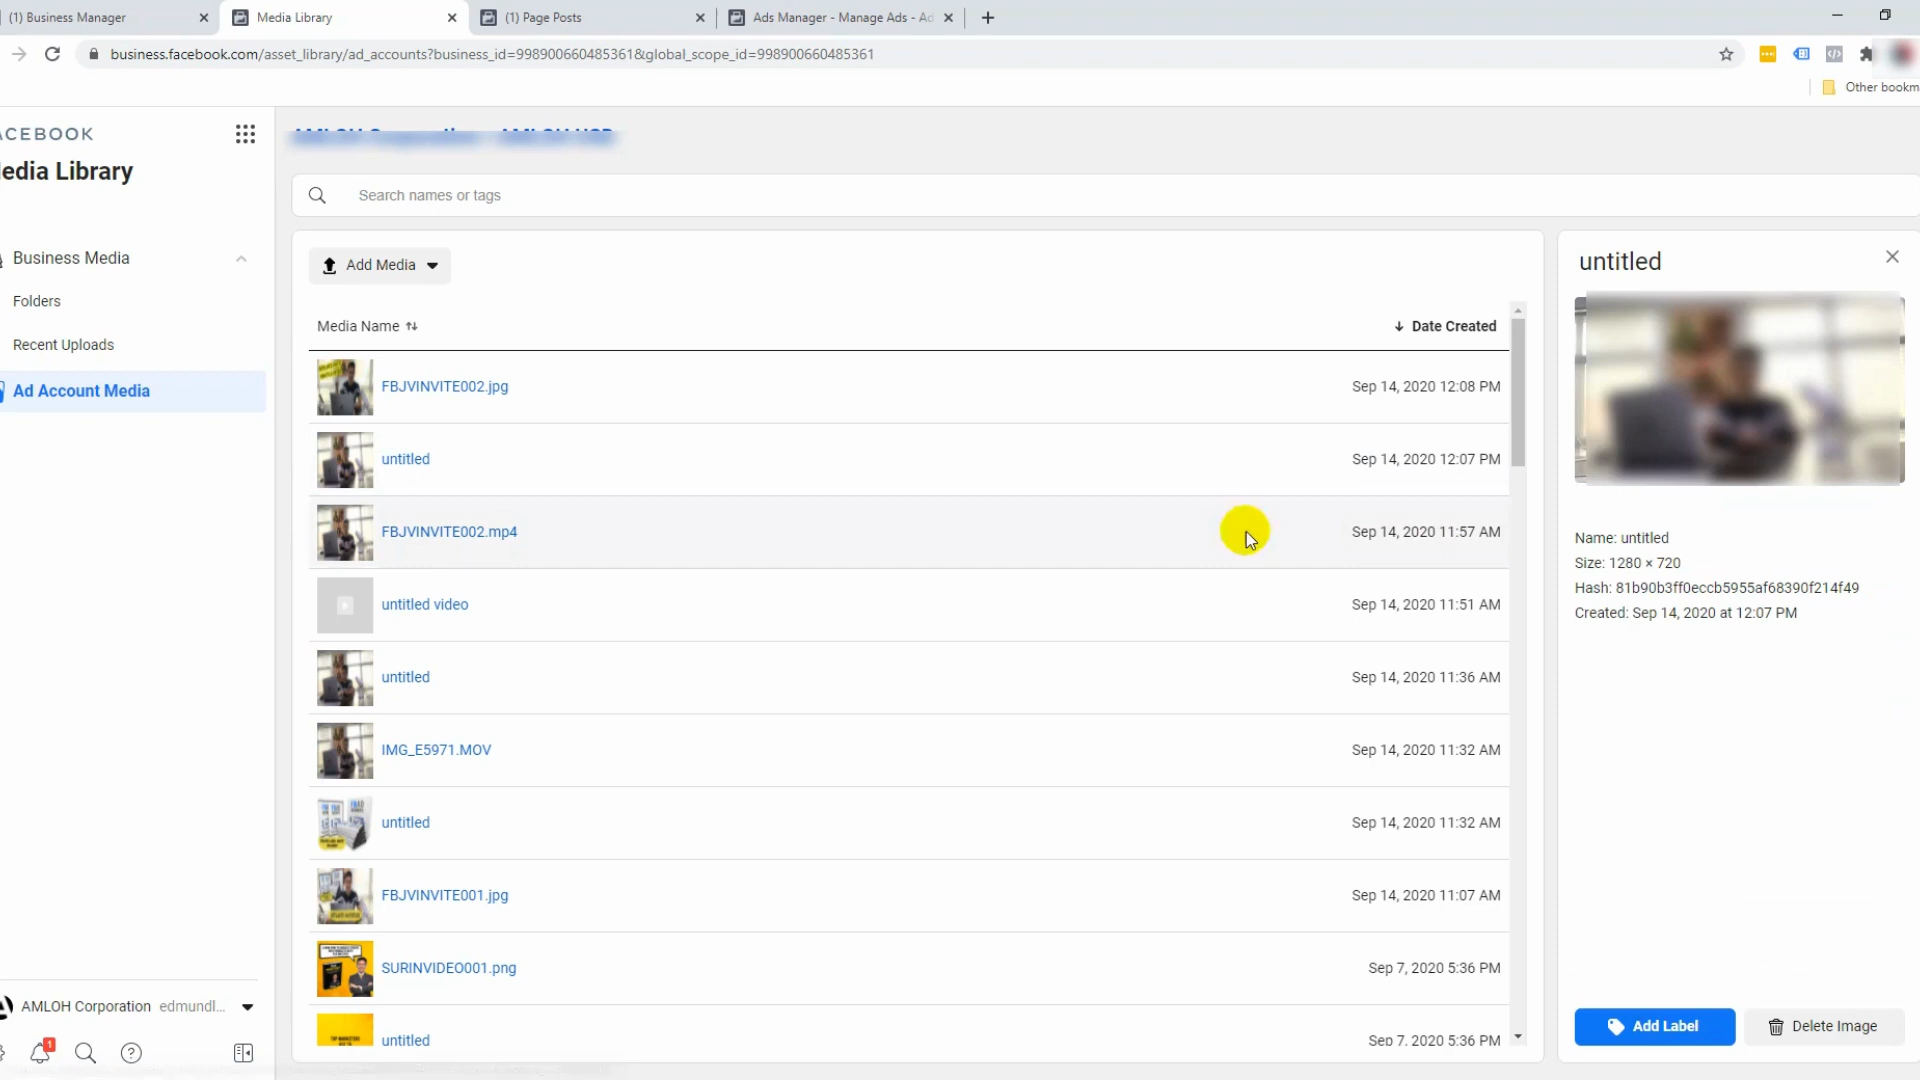 (1) Business Manager
Media Library
(1) Page Posts
Ads Manager - Manage Ads - Ad
business.facebook.com/asset_library/ad_accounts?business_id=998900660485361&global_scope_id=998900660485361
Other bookm
ACEBOOK
edia Library
Business Media
Folders
Recent Uploads
Ad Account Media
Search names or tags
Add Media
Media Name
Date Created
FBJVINVITE002.jpg
Sep 14, 2020 12:08 PM
untitled
Sep 14, 2020 12:07 PM
FBJVINVITE002.mp4
Sep 14, 2020 11:57 AM
untitled video
Sep 14, 2020 11:51 AM
untitled
Sep 14, 2020 11:36 AM
IMG_E5971.MOV
Sep 14, 2020 11:32 AM
untitled
Sep 14, 2020 11:32 AM
FBJVINVITE001.jpg
Sep 14, 2020 11:07 AM
SURINVIDEO001.png
Sep 7, 2020 5:36 PM
untitled
Sep 7, 2020 5:36 PM
untitled
Name: untitled
Size: 1280 × 720
Hash: 81b90b3ff0eccb5955af68390f214f49
Created: Sep 14, 2020 at 12:07 PM
Add Label
Delete Image
AMLOH Corporation edmundl...
1